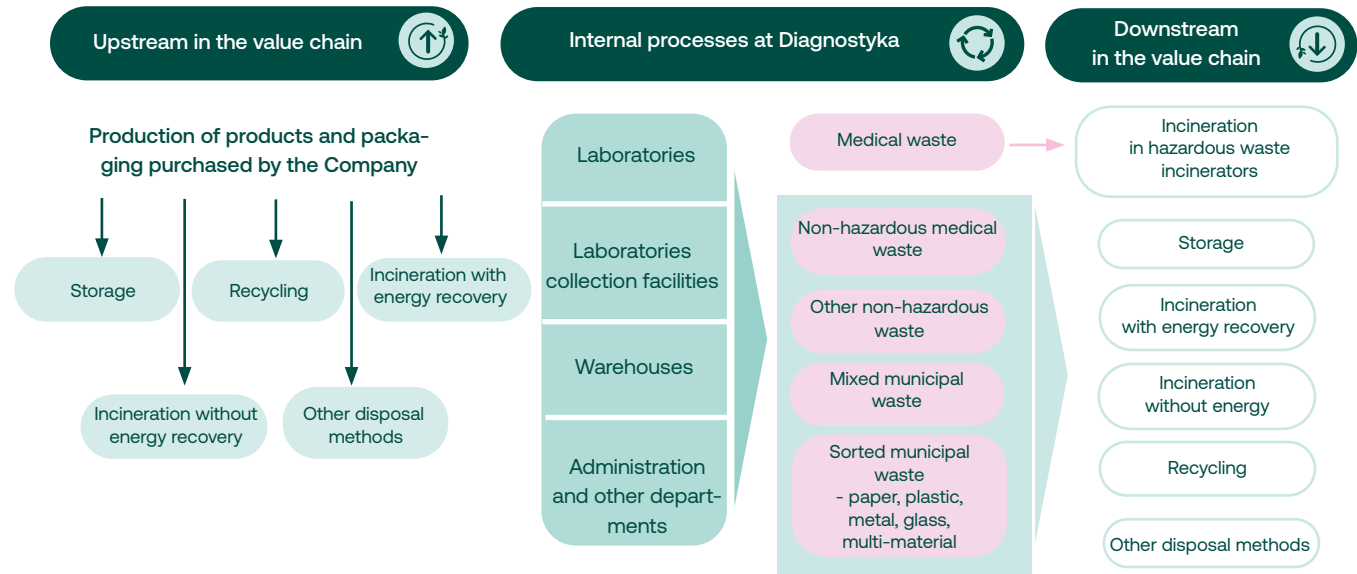 Upstream in the value chain
Production of products and packa-
ging purchased by the Company
Storage
Recycling
Incineration with
energy recovery
Incineration without
energy recovery
Other disposal
methods
Internal processes at Diagnostyka
Laboratories
Laboratories
collection facilities
Warehouses
Administration
and other depart-
ments
Medical waste
Non-hazardous medical
waste
Other non-hazardous
waste
Mixed municipal
waste
Sorted municipal
waste
- paper, plastic,
metal, glass,
multi-material
Downstream
in the value chain
Incineration
in hazardous waste
incinerators
Storage
Incineration
with energy recovery
Incineration
without energy
Recycling
Other disposal methods